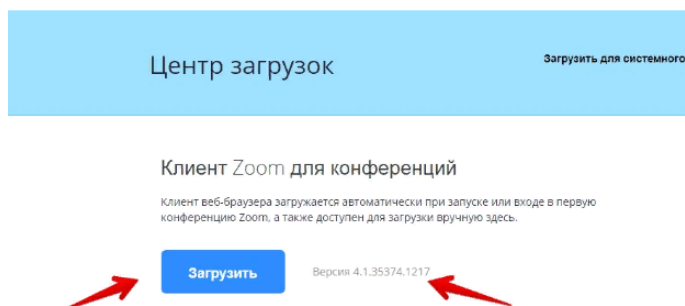 Центр загрузок
Загрузить для системного
Клиент Zoom для конференций
Клиент веб-браузера загружается автоматически при запуске или входе в первую
конференцию Zoom, а также доступен для загрузки вручную здесь.
Загрузить
Версия 4.1.35374.1217